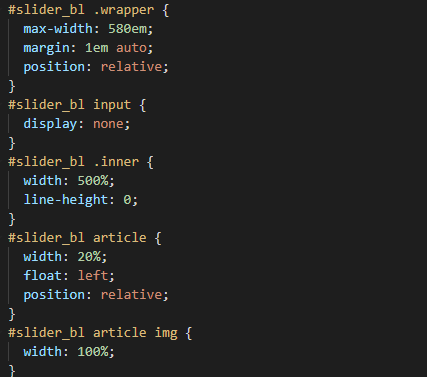 #slider_bl .wrapper {
max-width: 580em;
margin: 1em auto;
position: relative;
}
#slider_bl input {
display: none;
}
#slider_bl .inner {
width: 500%;
line-height: 0;
}
#slider_bl article {
width: 20%;
float: left;
position: relative;
}
#slider_bl article img {
width: 100%;
}